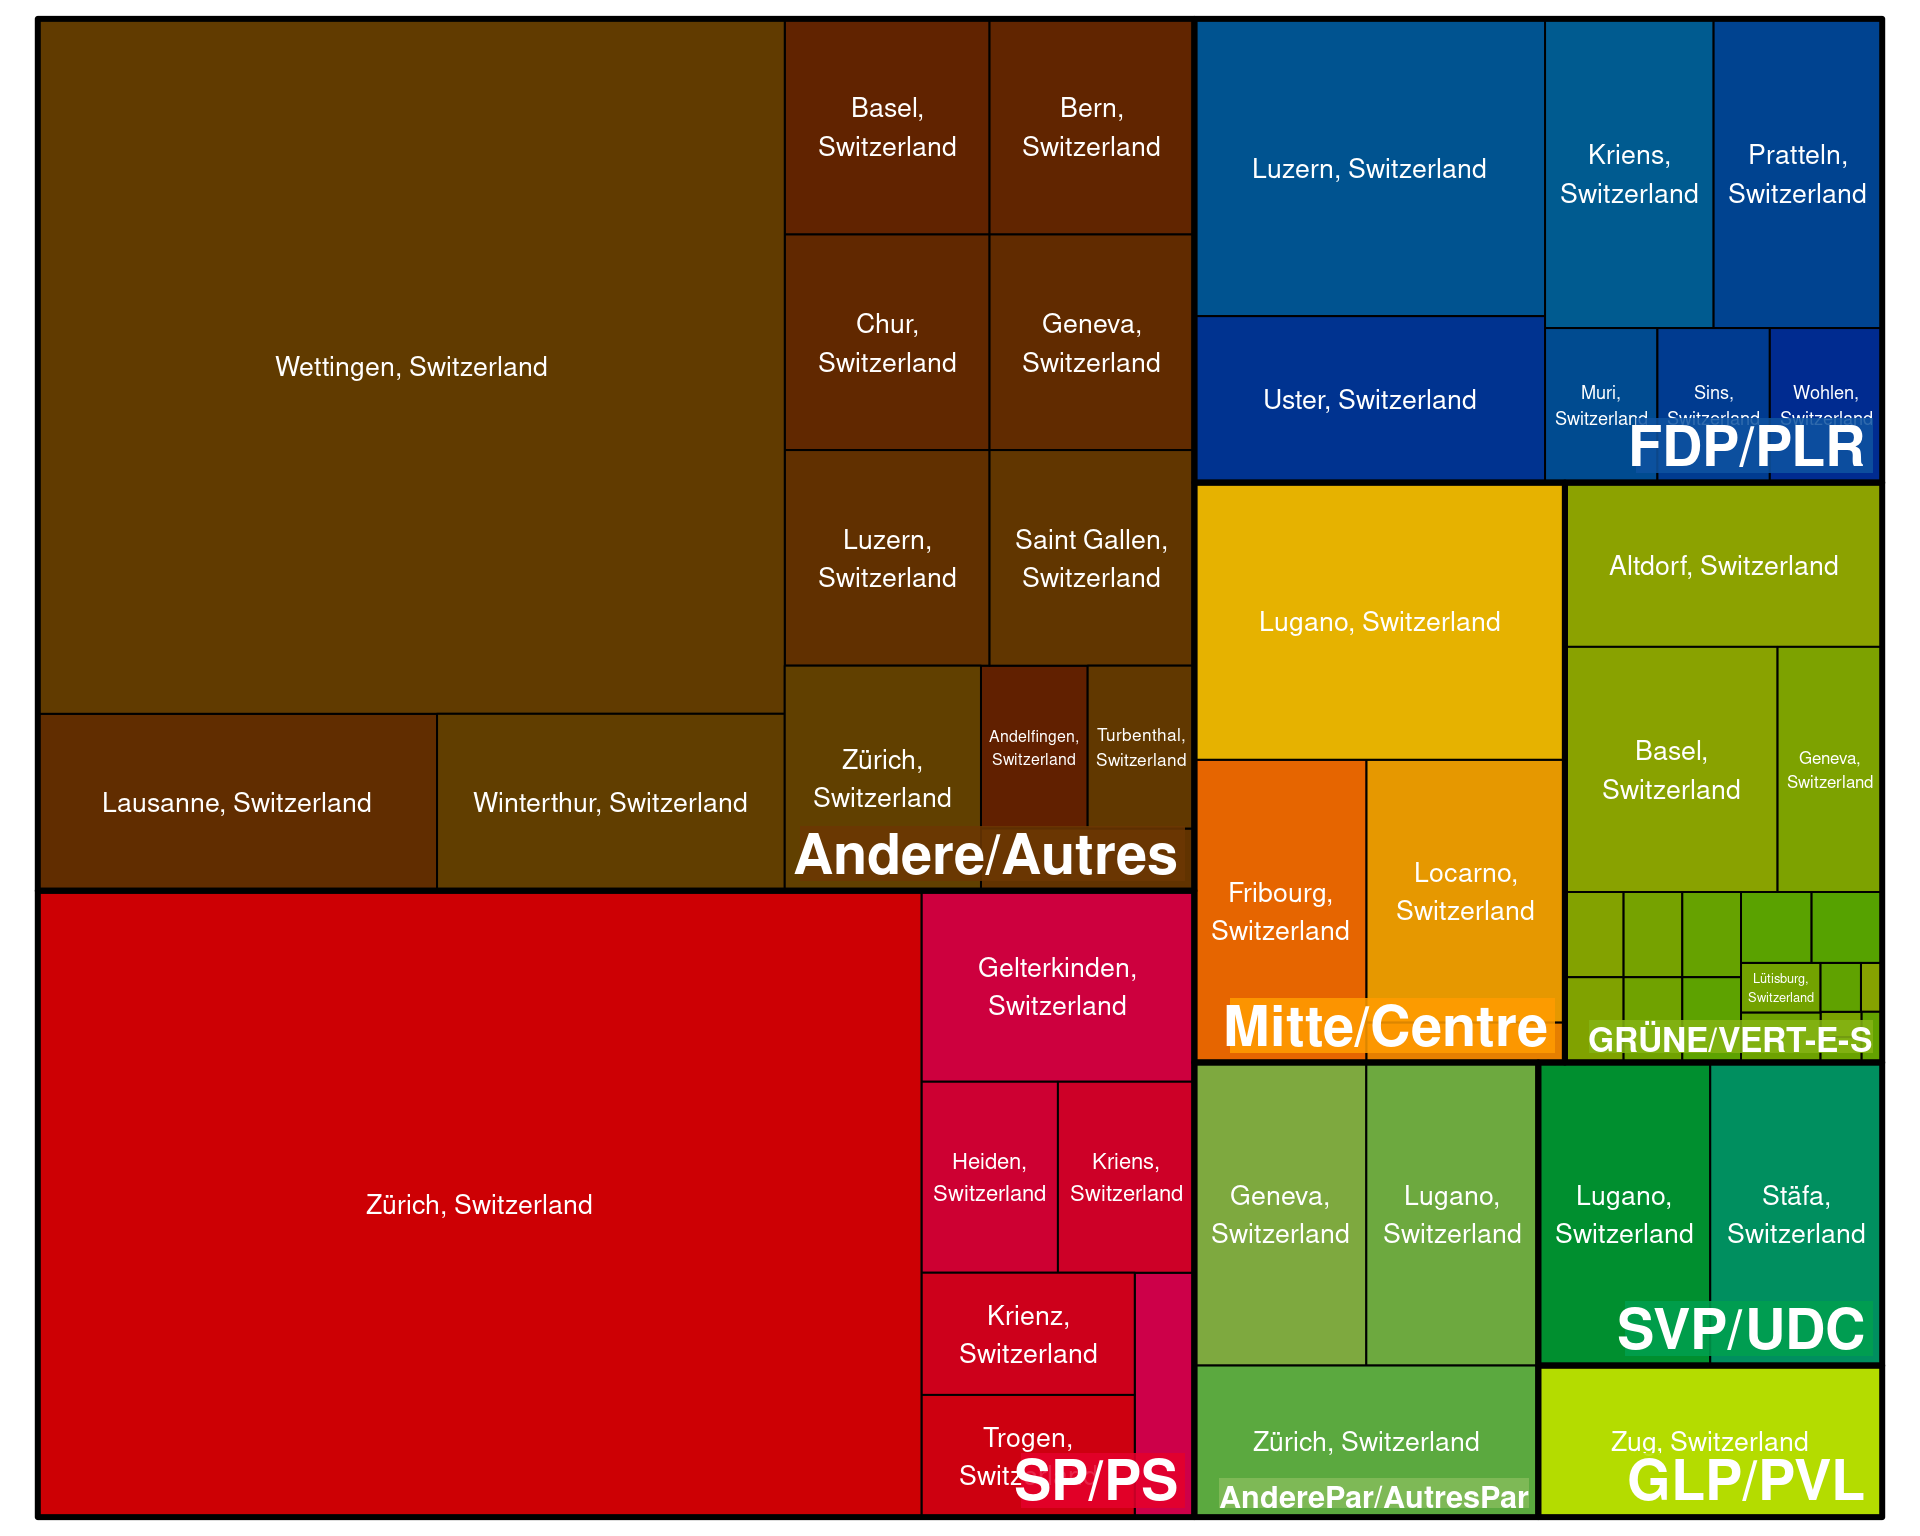 Wettingen, Switzerland
Basel,
Switzerland
Bern,
Switzerland
Chur,
Switzerland
Geneva,
Switzerland
Luzern,
Switzerland
Saint Gallen,
Switzerland
Lausanne, Switzerland
Winterthur, Switzerland
Zürich,
Switzerland
Andelfingen,
Switzerland
Turbenthal,
Switzerland
Andere/Autres
Zürich, Switzerland
Gelterkinden,
Switzerland
Heiden,
Switzerland
Kriens,
Switzerland
Krienz,
Switzerland
Trogen,
Switzerland
SP/PS
Luzern, Switzerland
Kriens,
Switzerland
Pratteln,
Switzerland
Uster, Switzerland
Muri,
Switzerland
Sins,
Switzerland
Wohlen,
Switzerland
FDP/PLR
Lugano, Switzerland
Fribourg,
Switzerland
Locarno,
Switzerland
Mitte/Centre
Altdorf, Switzerland
Basel,
Switzerland
Geneva,
Switzerland
Lütisburg,
Switzerland
GRÜNE/VERT-E-S
Geneva,
Switzerland
Lugano,
Switzerland
Zürich, Switzerland
AnderePar/AutresPar
Lugano,
Switzerland
Stäfa,
Switzerland
SVP/UDC
Zug, Switzerland
GLP/PVL